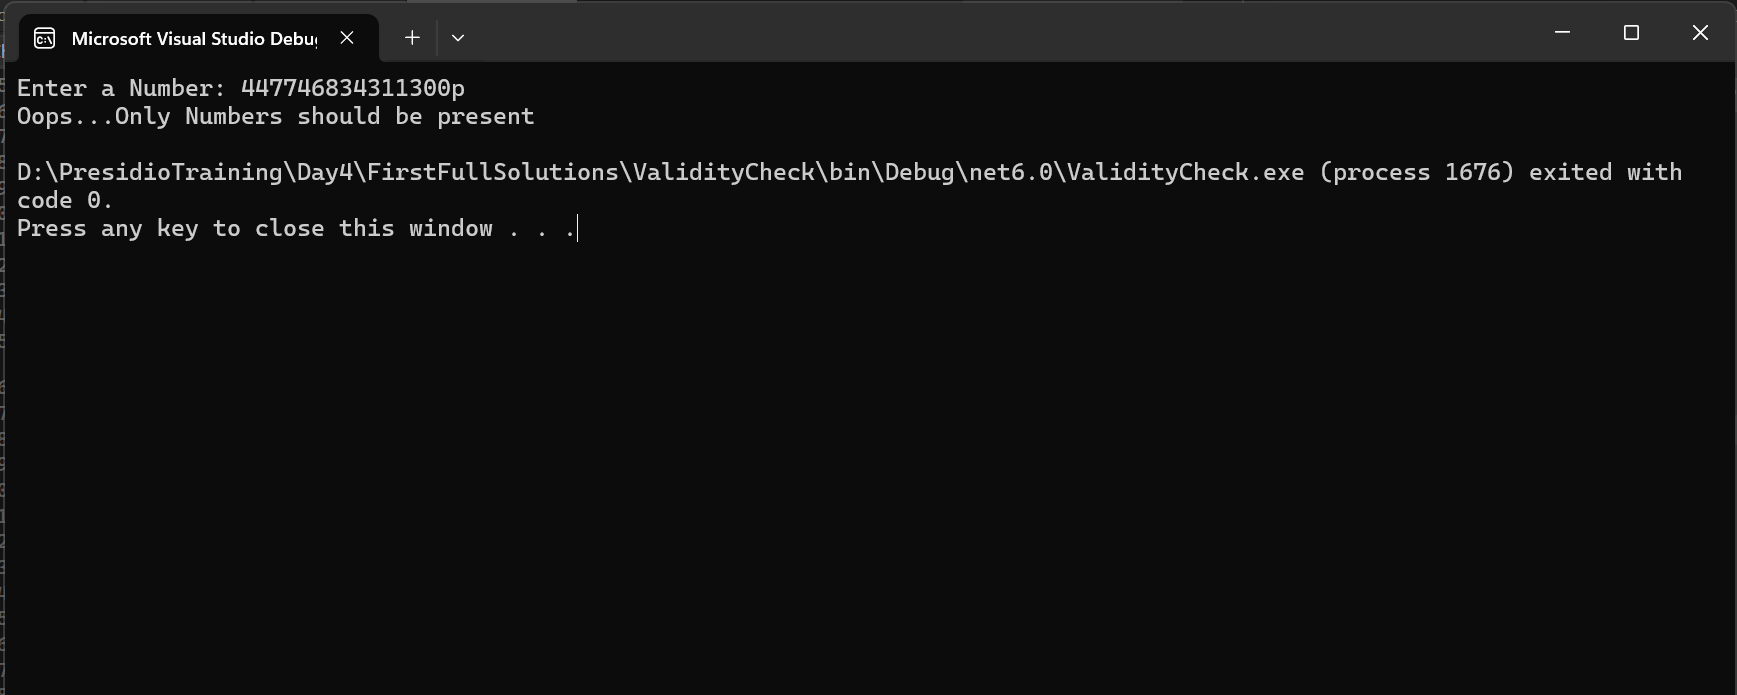 Microsoft Visual Studio Debu
Enter a Number: 447746834311300p
Oops...Only Numbers should be present
D:\PresidioTraining\Day4\FirstFullSolutions\ValidityCheck\bin\Debug\net6.0\ValidityCheck.exe (process 1676) exited with
code 0.
Press any key to close this window . . .